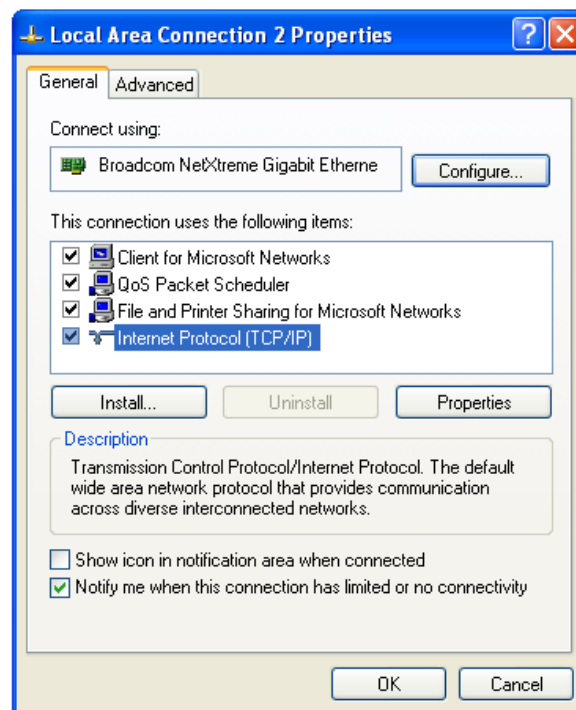 Local Area Connection 2 Properties
General
Advanced
Connect using:
Broadcom NetXtreme Gigabit Etherne
Configure...
This connection uses the following items:
Client for Microsoft Networks
QoS Packet Scheduler
File and Printer Sharing for Microsoft Networks
Internet Protocol (TCP/IP)
Install...
Uninstall
Properties
Description
Transmission Control Protocol/Internet Protocol. The default
wide area network protocol that provides communication
across diverse interconnected networks.
Show icon in notification area when connected
Notify me when this connection has limited or no connectivity
OK
Cancel